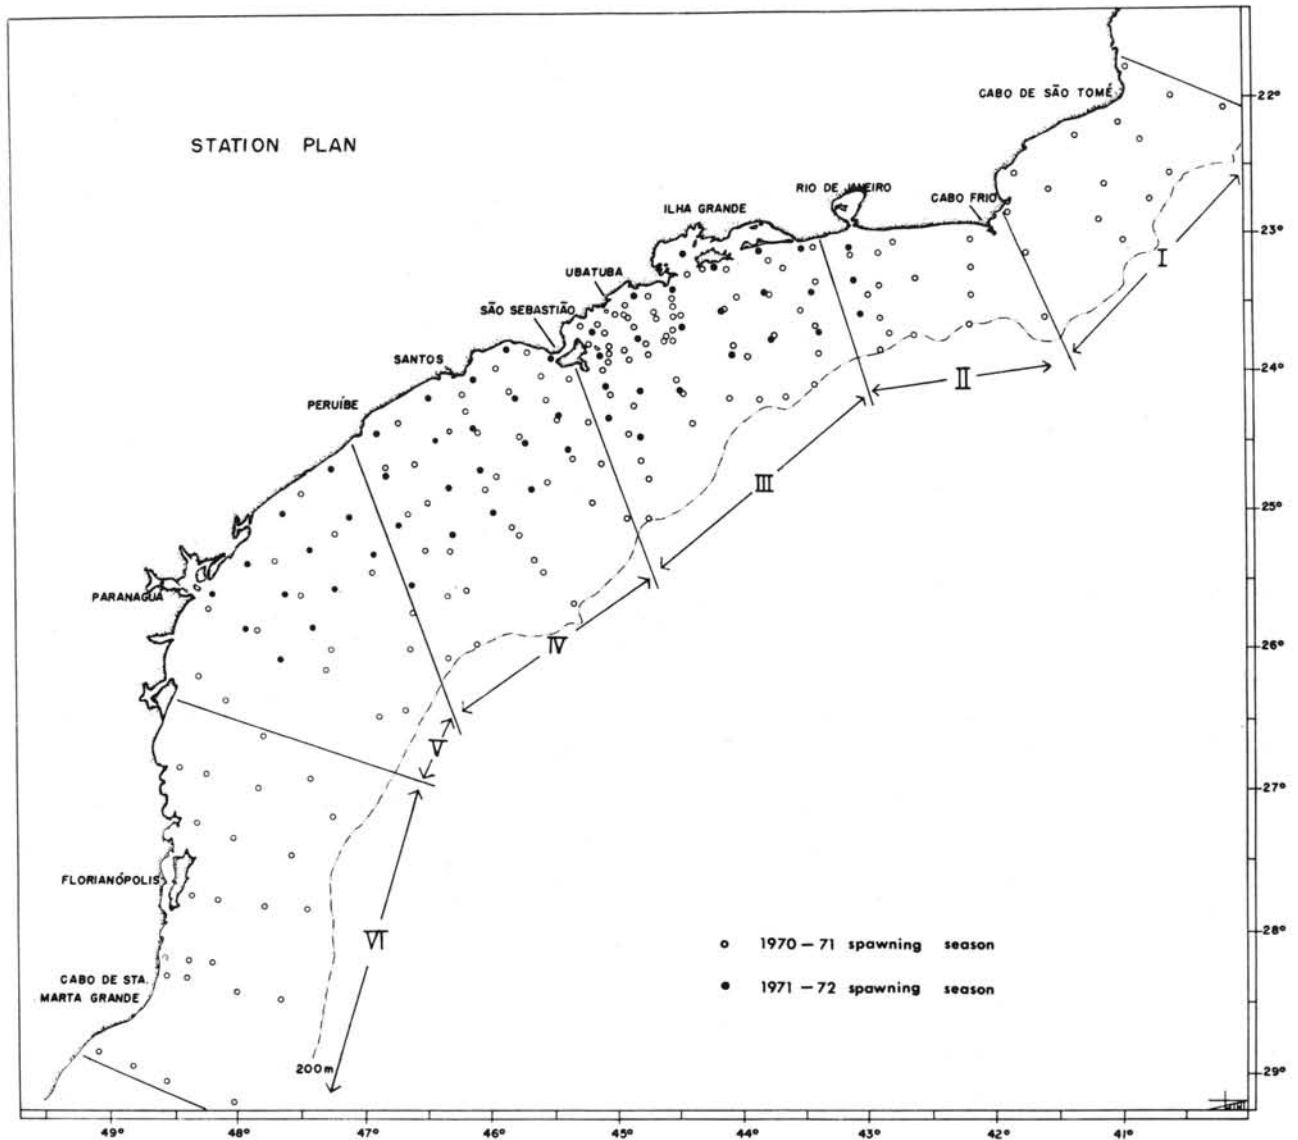 STATION PLAN
CABO DE SÃO TOMÉ
RIO DE JANEIRO
CABO FRIO
ILHA GRANDE
UBATUBA
SÃO SEBASTIÃO
SANTOS
PERUÍBE
PARANAGUÁ
FLORIANÓPOLIS
CABO DE STA.
MARTA GRANDE
I
II
III
IV
V
VI
200m
1970 – 71 spawning season
1971 – 72 spawning season
22°
23°
24°
25°
26°
27°
28°
29°
49° 48° 47° 46° 45° 44° 43° 42° 41°